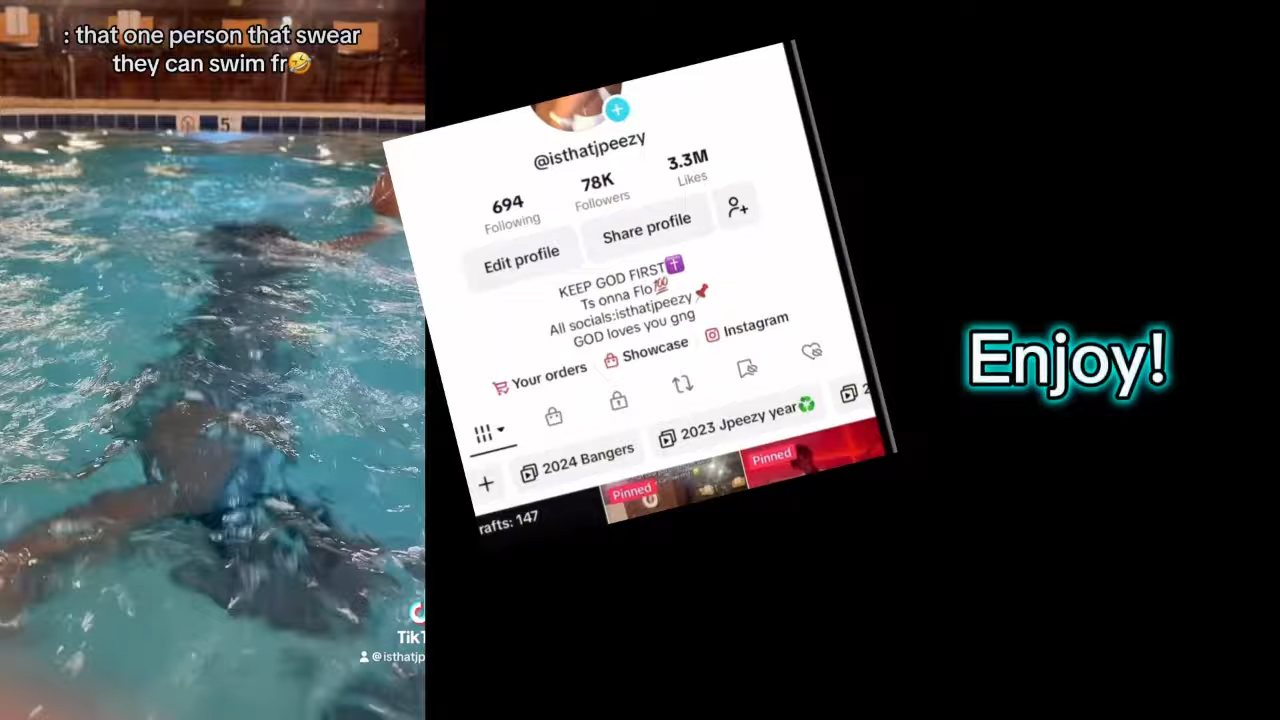 : that one person that swear
they can swim fr🤣
5
TikT
@isthatjp
@isthatjpeezy
694
Following
78K
Followers
3.3M
Likes
Edit profile
Share profile
KEEP GOD FIRST✝️
Ts onna Flo💯
All socials:isthatjpeezy📌
GOD loves you gng
Your orders
Showcase
Instagram
2024 Bangers
2023 Jpeezy year♻️
2
rafts: 147
Pinned
Pinned
Enjoy!